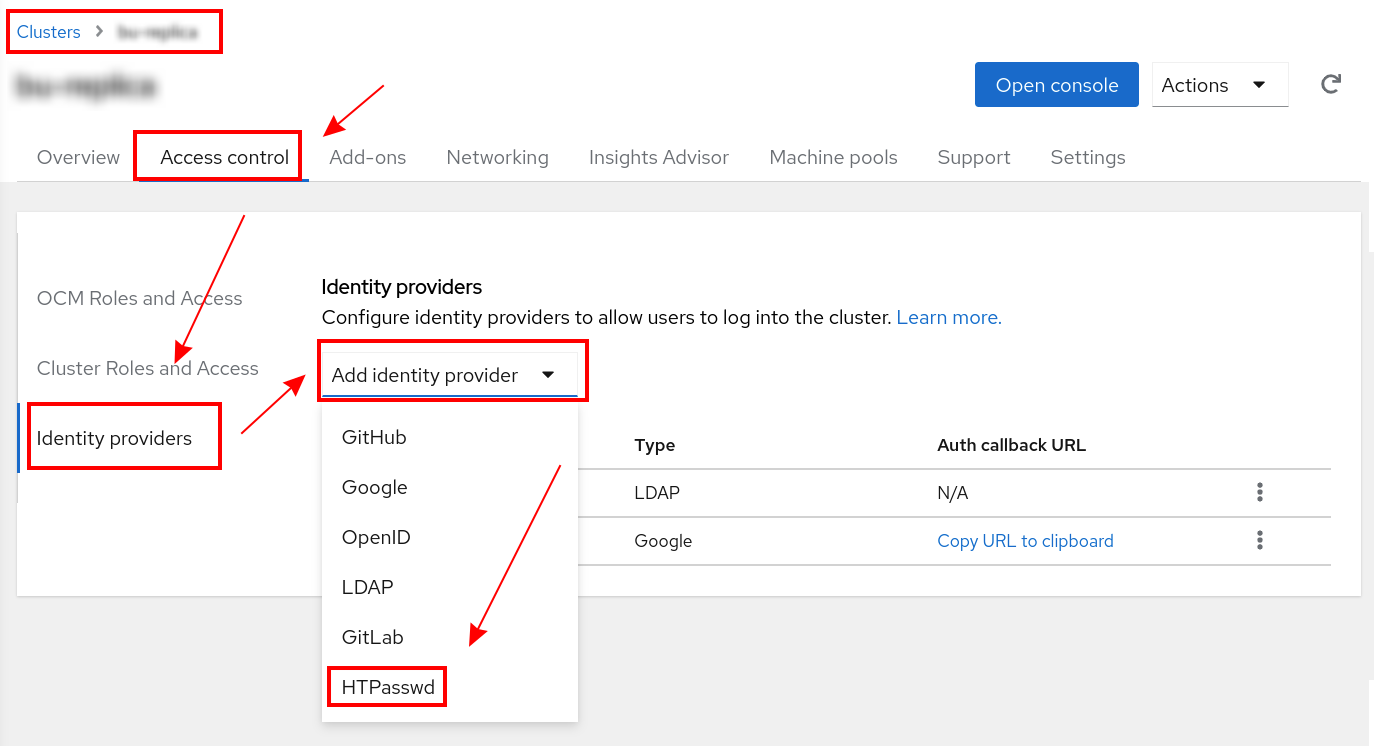 Clusters
Open console
Actions
Overview
Access control
Add-ons
Networking
Insights Advisor
Machine pools
Support
Settings
OCM Roles and Access
Cluster Roles and Access
Identity providers
Identity providers
Configure identity providers to allow users to log into the cluster. Learn more.
Add identity provider
GitHub
Google
OpenID
LDAP
GitLab
HTPasswd
Type
Auth callback URL
LDAP
N/A
Google
Copy URL to clipboard